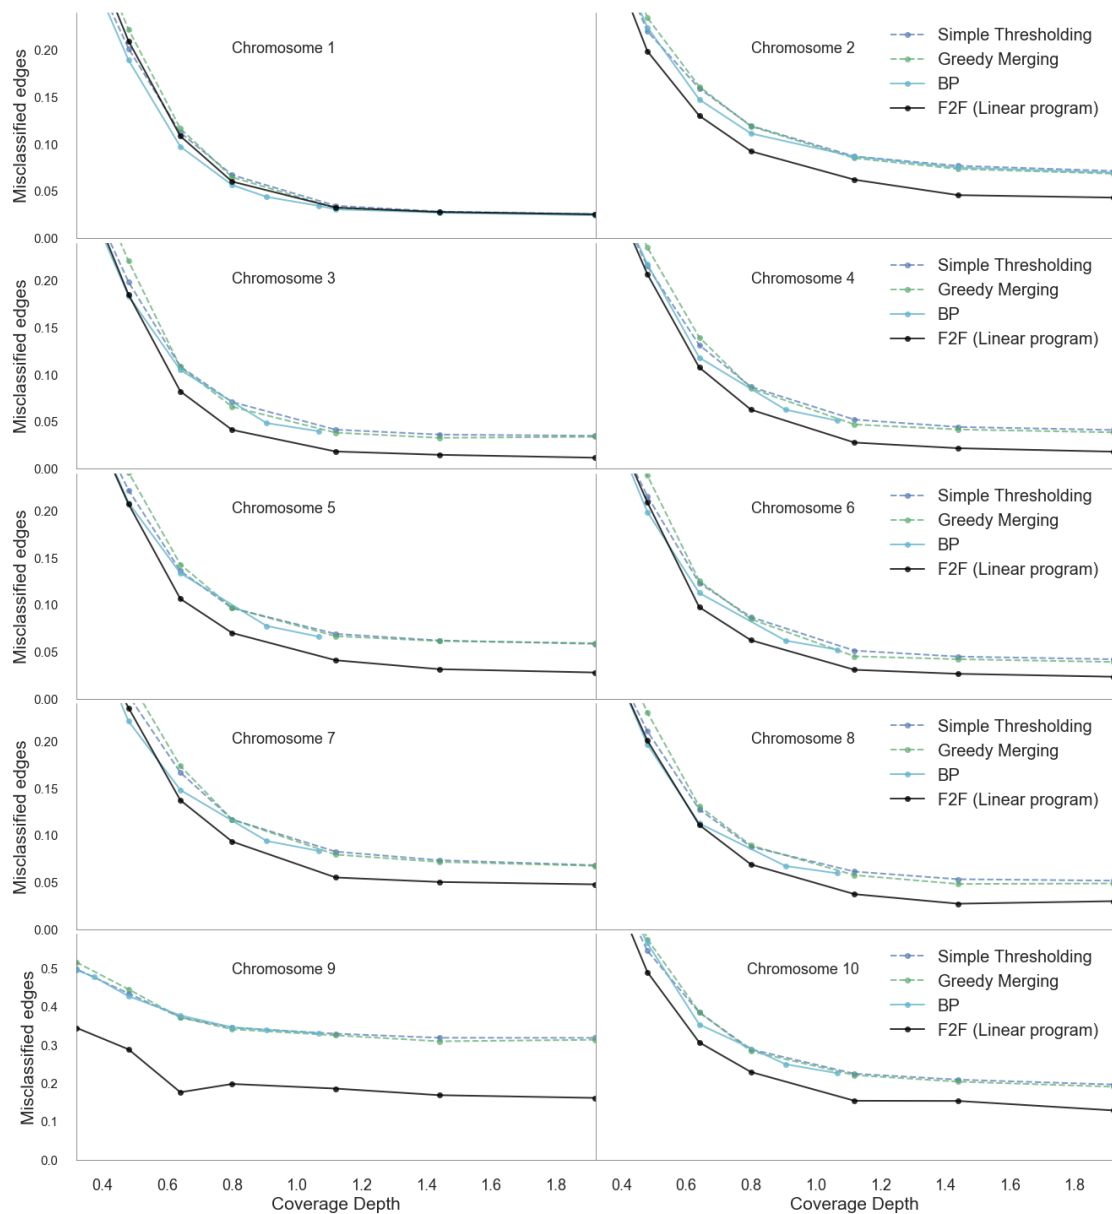 Chromosome 1
Chromosome 2
Simple Thresholding
Greedy Merging
BP
F2F (Linear program)
Misclassified edges
0.20
0.15
0.10
0.05
0.00
Chromosome 3
Chromosome 4
Simple Thresholding
Greedy Merging
BP
F2F (Linear program)
Misclassified edges
0.20
0.15
0.10
0.05
0.00
Chromosome 5
Chromosome 6
Simple Thresholding
Greedy Merging
BP
F2F (Linear program)
Misclassified edges
0.20
0.15
0.10
0.05
0.00
Chromosome 7
Chromosome 8
Simple Thresholding
Greedy Merging
BP
F2F (Linear program)
Misclassified edges
0.20
0.15
0.10
0.05
0.00
Chromosome 9
Chromosome 10
Simple Thresholding
Greedy Merging
BP
F2F (Linear program)
Misclassified edges
0.5
0.4
0.3
0.2
0.1
0.0
0.4 0.6 0.8 1.0 1.2 1.4 1.6 1.8
Coverage Depth
0.4 0.6 0.8 1.0 1.2 1.4 1.6 1.8
Coverage Depth